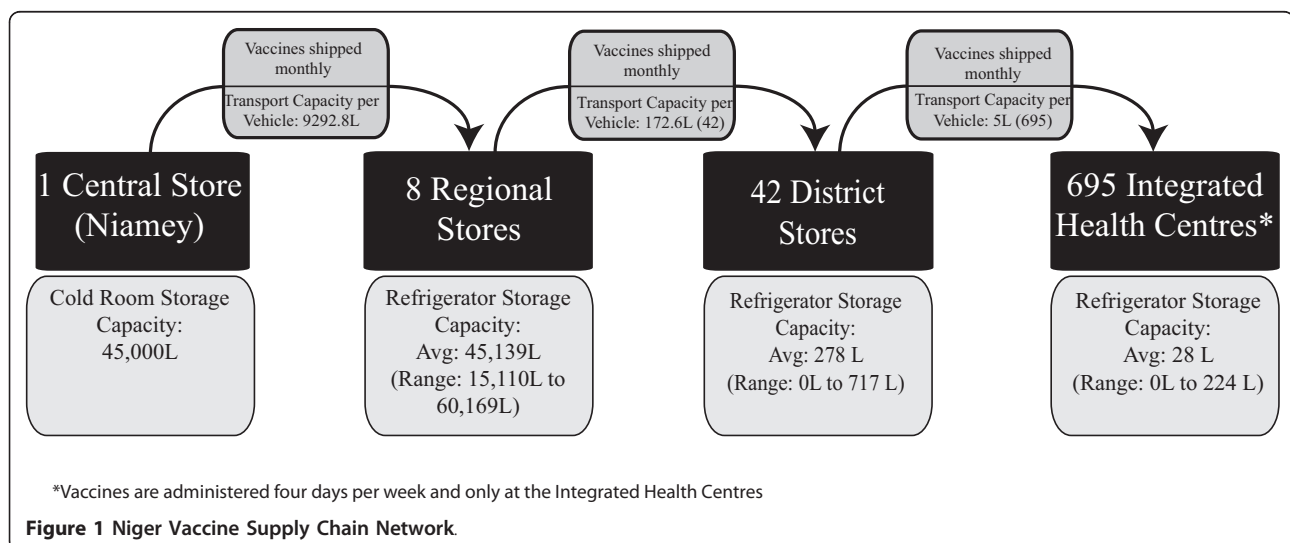 Vaccines shipped
monthly
Transport Capacity per
Vehicle: 9292.8L
Vaccines shipped
monthly
Transport Capacity per
Vehicle: 172.6L (42)
Vaccines shipped
monthly
Transport Capacity per
Vehicle: 5L (695)
1 Central Store
(Niamey)
8 Regional
Stores
42 District
Stores
695 Integrated
Health Centres*
Cold Room Storage
Capacity:
45,000L
Refrigerator Storage
Capacity:
Avg: 45,139L
(Range: 15,110L to
60,169L)
Refrigerator Storage
Capacity:
Avg: 278 L
(Range: 0L to 717 L)
Refrigerator Storage
Capacity:
Avg: 28 L
(Range: 0L to 224 L)
*Vaccines are administered four days per week and only at the Integrated Health Centres
Figure 1 Niger Vaccine Supply Chain Network.